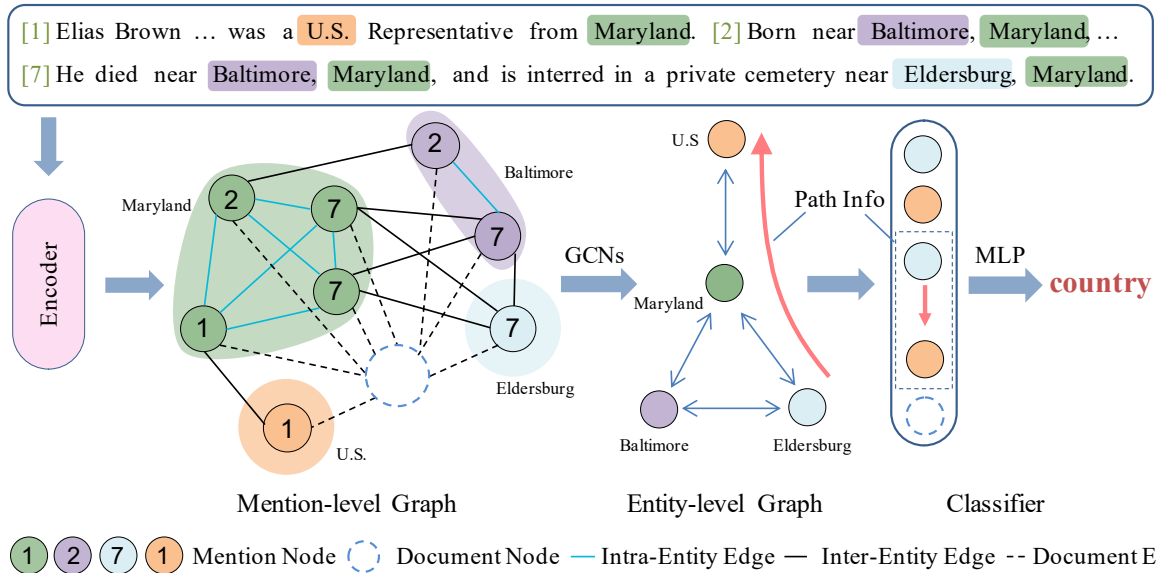 [1] Elias Brown … was a U.S. Representative from Maryland. [2] Born near Baltimore, Maryland, …
[7] He died near Baltimore, Maryland, and is interred in a private cemetery near Eldersburg, Maryland.
Encoder
Maryland
2
7
7
1
2
7
Baltimore
7
Eldersburg
1
U.S.
Mention-level Graph
GCNs
U.S
Maryland
Baltimore
Eldersburg
Entity-level Graph
Path Info
MLP
country
Classifier
1 2 7 1 Mention Node Document Node Intra-Entity Edge Inter-Entity Edge Document E